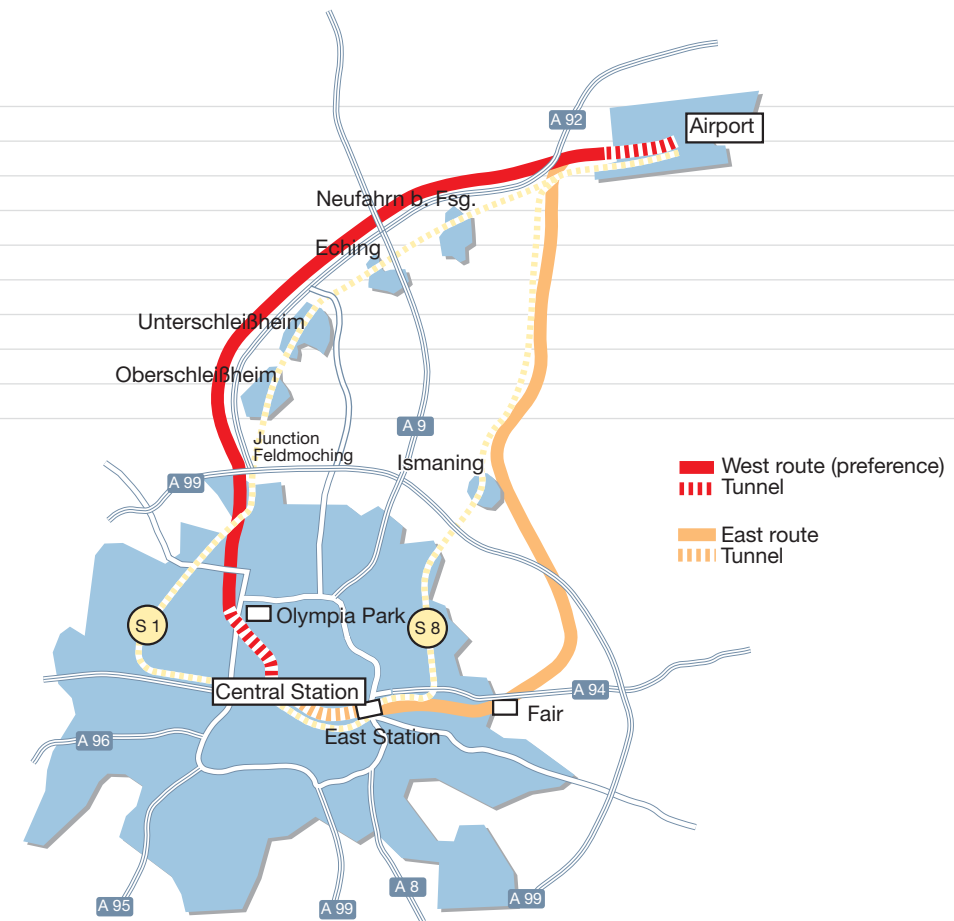 A 92
Airport
Neufahrn b. Fsg.
Eching
Unterschleißheim
Oberschleißheim
A 9
Junction
Feldmoching
Ismaning
A 99
West route (preference)
Tunnel
East route
Tunnel
Olympia Park
S 1
S 8
Central Station
A 94
Fair
East Station
A 96
A 8
A 99
A 95
A 99